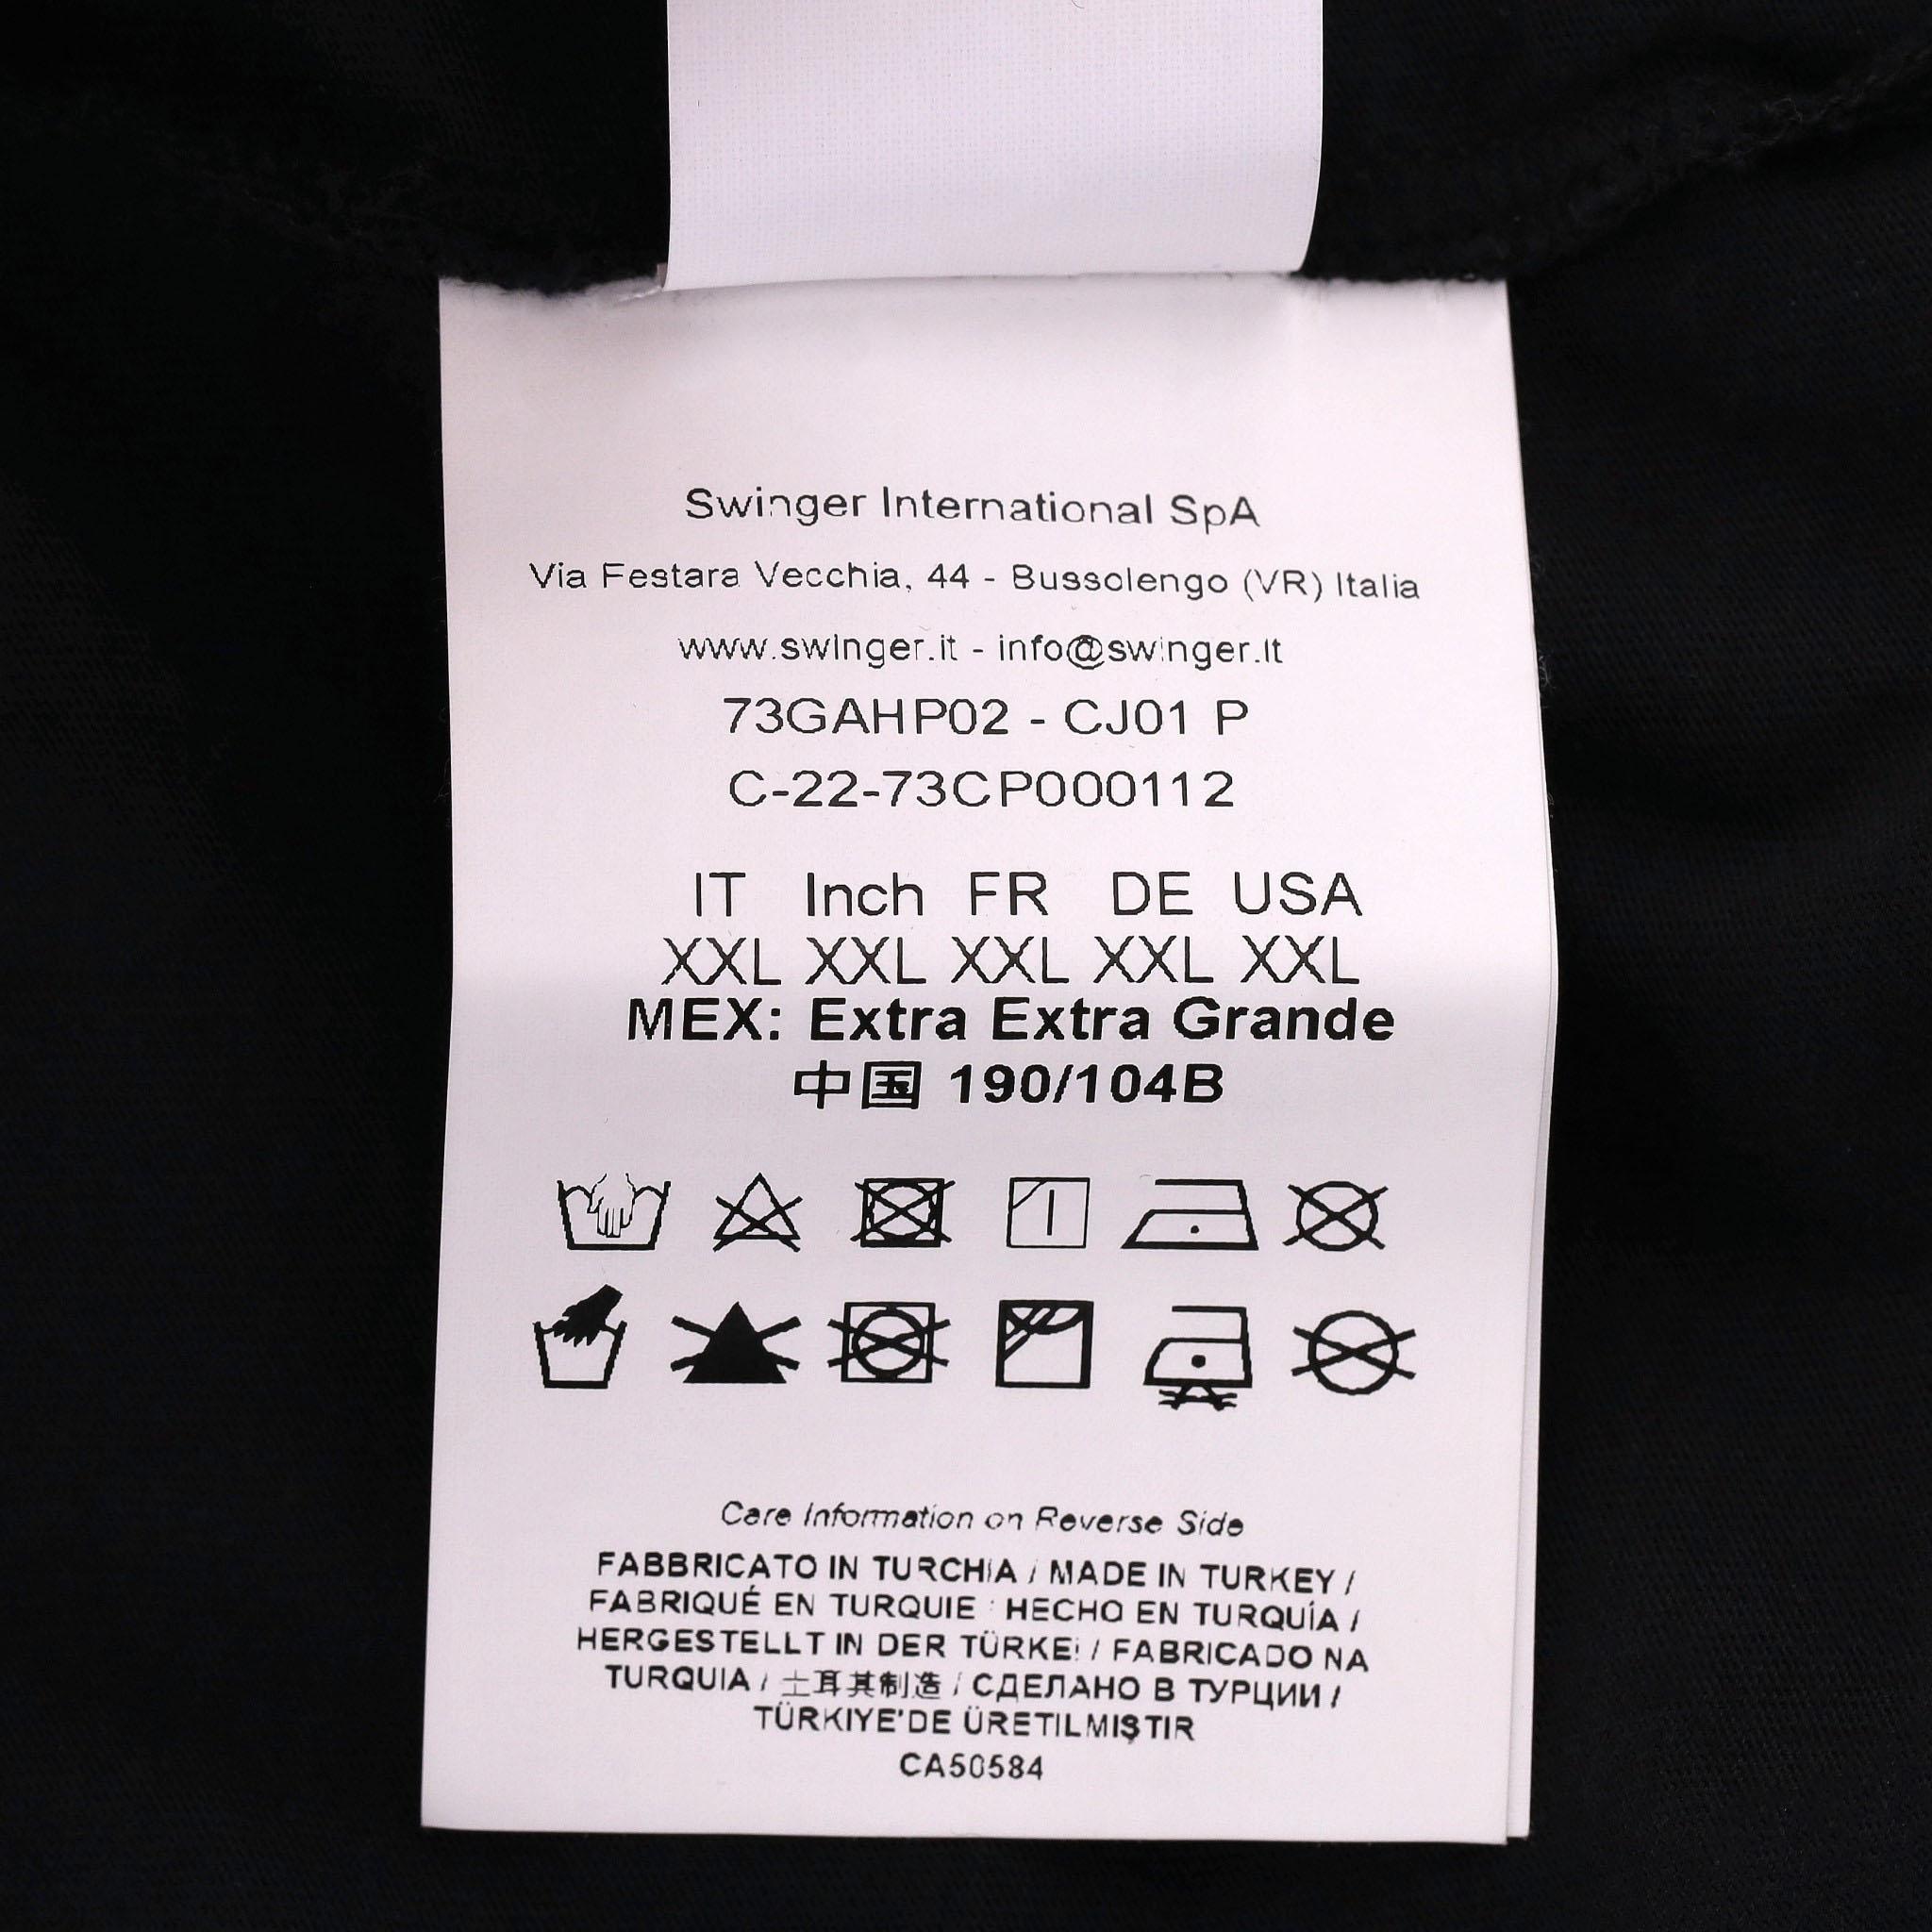 Swinger International SpA
Via Festara Vecchia, 44 - Bussolengo (VR) Italia
www.swinger.it - info@swinger.it
73GAHP02 - CJ01 P
C-22-73CP000112
IT Inch FR DE USA
XXL XXL XXL XXL XXL
MEX: Extra Extra Grande
中国 190/104B
Care Information on Reverse Side
FABBRICATO IN TURCHIA / MADE IN TURKEY /
FABRIQUÉ EN TURQUIE / HECHO EN TURQUÍA /
HERGESTELLT IN DER TÜRKEI / FABRICADO NA
TURQUIA / 土耳其制造 / СДЕЛАНО В ТУРЦИИ /
TÜRKIYE'DE ÜRETILMIŞTIR
CA50584